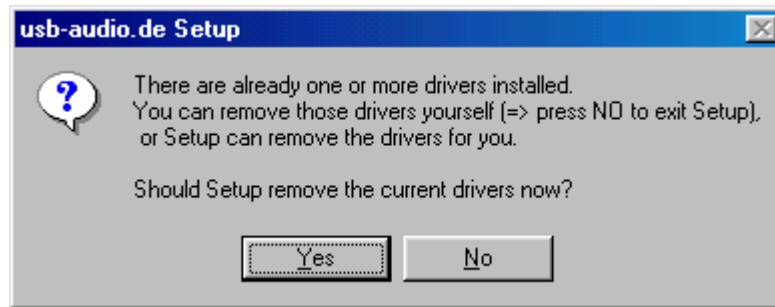 usb-audio.de Setup
There are already one or more drivers installed.
You can remove those drivers yourself (=> press NO to exit Setup),
or Setup can remove the drivers for you.
Should Setup remove the current drivers now?
Yes
No